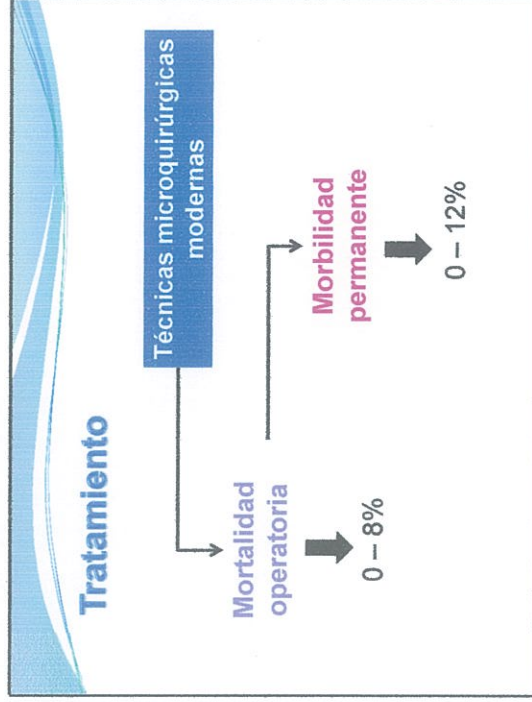 Tratamiento
Técnicas microquirúrgicas
modernas
Mortalidad
operatoria
0 – 8%
Morbilidad
permanente
0 – 12%